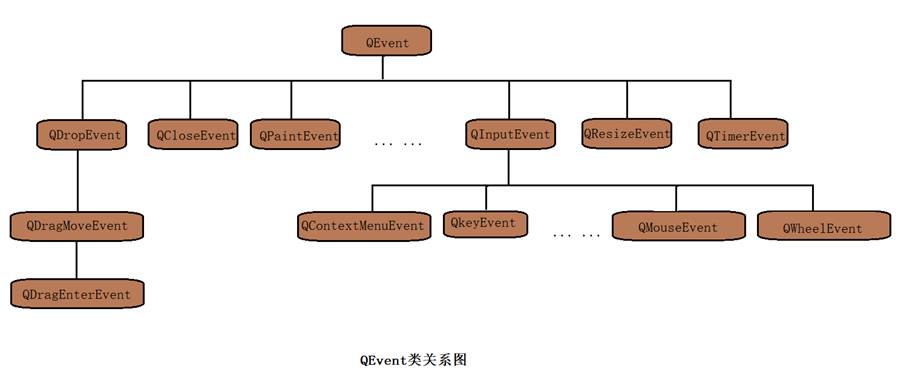 QEvent
QDropEvent QCloseEvent QPaintEvent ... ... QInputEvent QResizeEvent QTimerEvent
QDragMoveEvent QContextMenuEvent QkeyEvent ... ... QMouseEvent QWheelEvent
QDragEnterEvent
QEvent类关系图